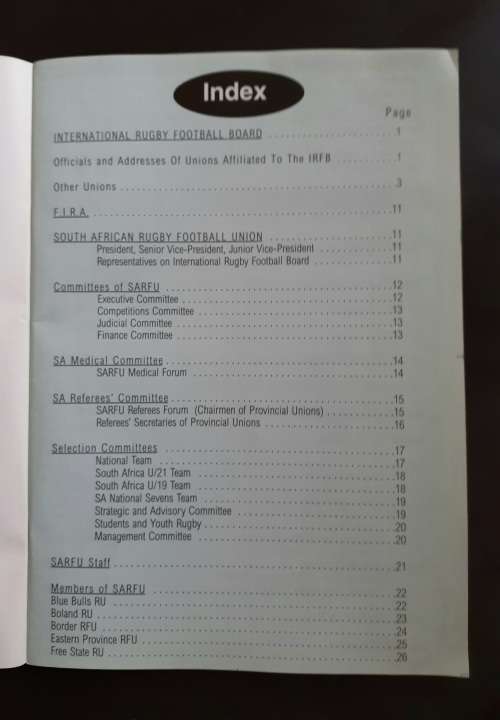 Index
Page
INTERNATIONAL RUGBY FOOTBALL BOARD ........................ 1
Officials and Addresses Of Unions Affiliated To The IRFB .......... 1
Other Unions ........................ 3
F.I.R.A. ........................ 11
SOUTH AFRICAN RUGBY FOOTBALL UNION ........................ 11
President, Senior Vice-President, Junior Vice-President ............ 11
Representatives on International Rugby Football Board ............ 11
Committees of SARFU ........................ 12
Executive Committee ........................ 12
Competitions Committee ........................ 13
Judicial Committee ........................ 13
Finance Committee ........................ 13
SA Medical Committee ........................ 14
SARFU Medical Forum ........................ 14
SA Referees' Committee ........................ 15
SARFU Referees Forum (Chairmen of Provincial Unions) ............ 15
Referees' Secretaries of Provincial Unions ............ 16
Selection Committees ........................ 17
National Team ........................ 17
South Africa U/21 Team ........................ 18
South Africa U/19 Team ........................ 18
SA National Sevens Team ........................ 19
Strategic and Advisory Committee ........................ 19
Students and Youth Rugby ........................ 20
Management Committee ........................ 20
SARFU Staff ........................ 21
Members of SARFU ........................ 22
Blue Bulls RU ........................ 22
Boland RU ........................ 23
Border RFU ........................ 24
Eastern Province RFU ........................ 25
Free State RU ........................ 26